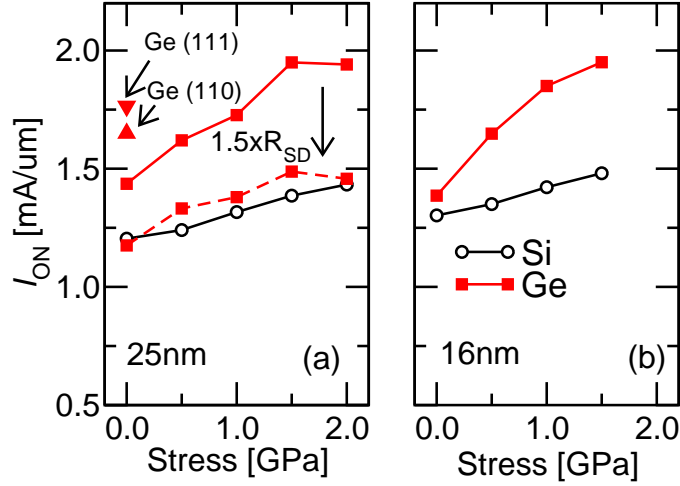 I_ON [mA/um]
2.0
1.5
1.0
0.5
Ge (111)
Ge (110)
1.5xR_SD
25nm
(a)
0.0 1.0 2.0
Stress [GPa]
Si
Ge
16nm
(b)
0.0 1.0 2.0
Stress [GPa]